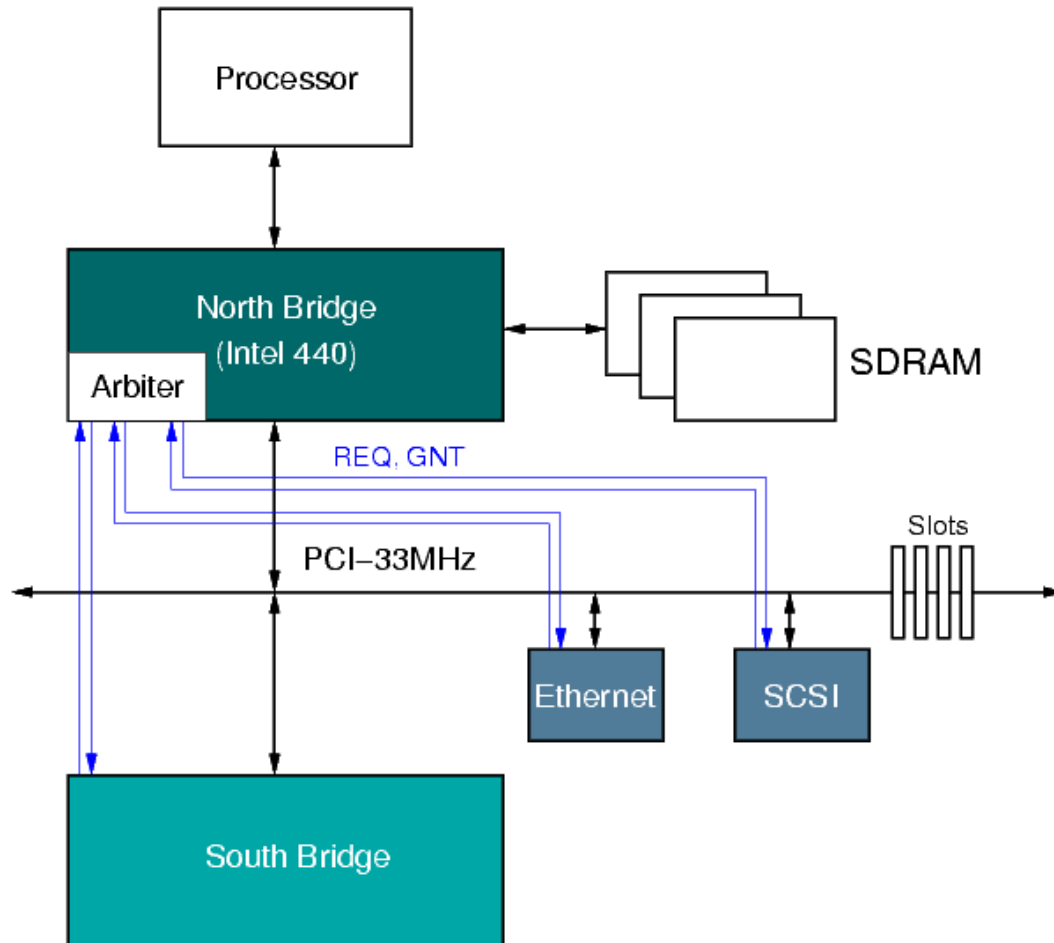 Processor
North Bridge
(Intel 440)
Arbiter
SDRAM
REQ, GNT
Slots
PCI–33MHz
Ethernet
SCSI
South Bridge